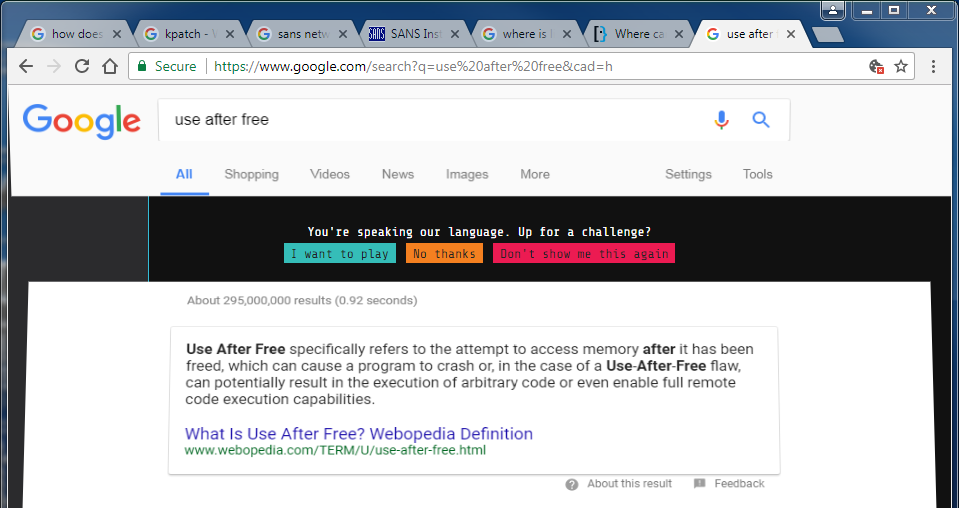 how does
kpatch - W
sans netw
SANS Inst
where is
Where ca
use after
Secure https://www.google.com/search?q=use%20after%20free&cad=h
Google
use after free
All Shopping Videos News Images More Settings Tools
You're speaking our language. Up for a challenge?
I want to play No thanks Don't show me this again
About 295,000,000 results (0.92 seconds)
Use After Free specifically refers to the attempt to access memory after it has been
freed, which can cause a program to crash or, in the case of a Use-After-Free flaw,
can potentially result in the execution of arbitrary code or even enable full remote
code execution capabilities.
What Is Use After Free? Webopedia Definition
www.webopedia.com/TERM/U/use-after-free.html
About this result Feedback